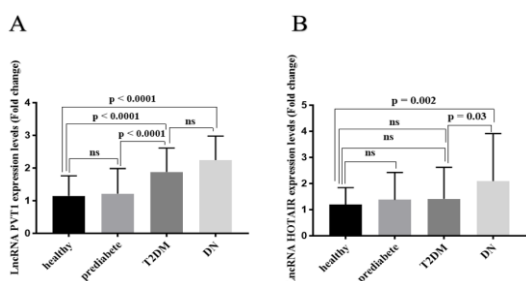 A
LncRNA PVT1 expression levels (Fold change)
p < 0.0001
p < 0.0001
ns
p < 0.0001
ns
4
3
2
1
0
healthy
prediabete
T2DM
DN
B
LncRNA HOTAIR expression levels (Fold change)
p = 0.002
ns
p = 0.03
ns
ns
5
4
3
2
1
0
healthy
prediabete
T2DM
DN